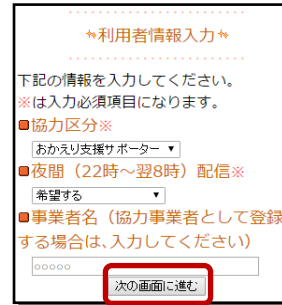 利用者情報入力
下記の情報を入力してください。
※は入力必須項目になります。
■協力区分※
おかえり支援サポーター ▼
■夜間（22時～翌8時）配信※
希望する ▼
■事業者名（協力事業者として登録
する場合は、入力してください）
○○○○○
次の画面に進む